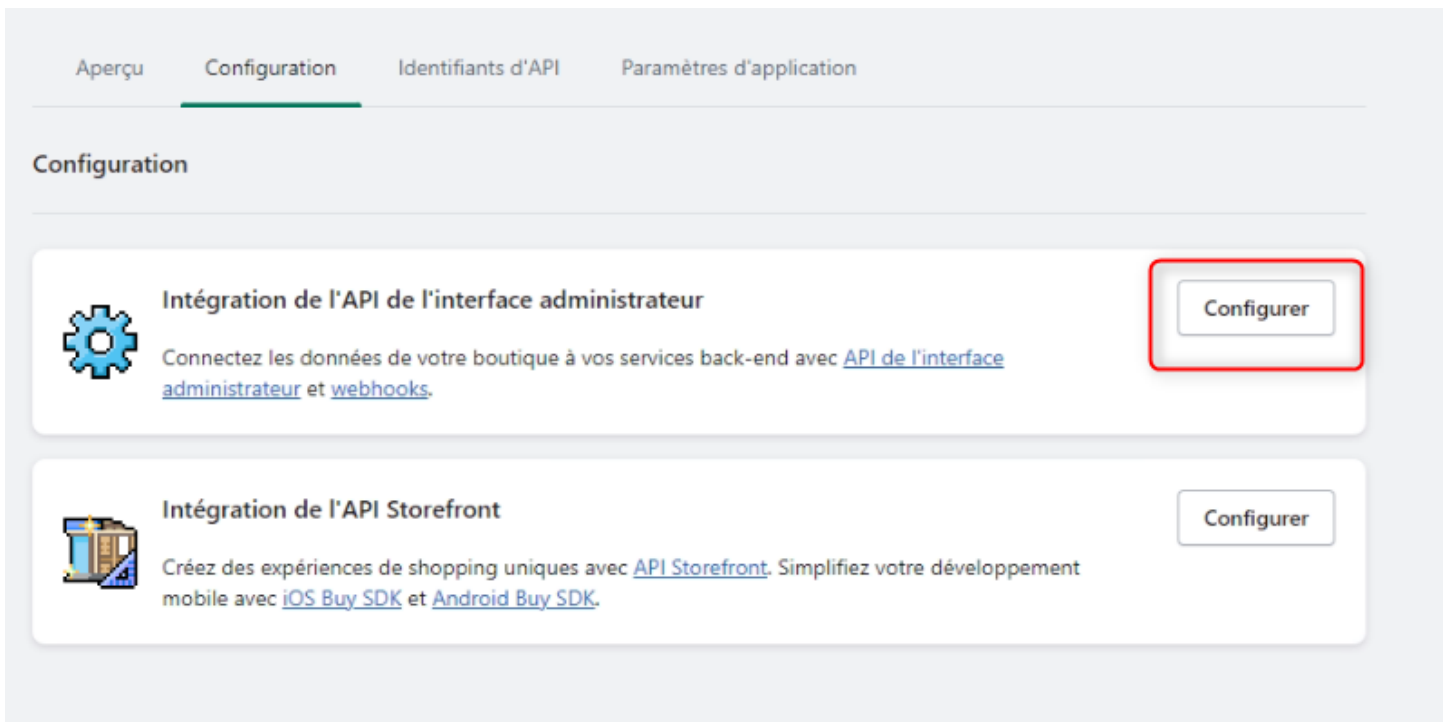 Aperçu Configuration Identifiants d'API Paramètres d'application
Configuration
Intégration de l'API de l'interface administrateur
Configurer
Connectez les données de votre boutique à vos services back-end avec API de l'interface
administrateur et webhooks.
Intégration de l'API Storefront
Configurer
Créez des expériences de shopping uniques avec API Storefront. Simplifiez votre développement
mobile avec iOS Buy SDK et Android Buy SDK.